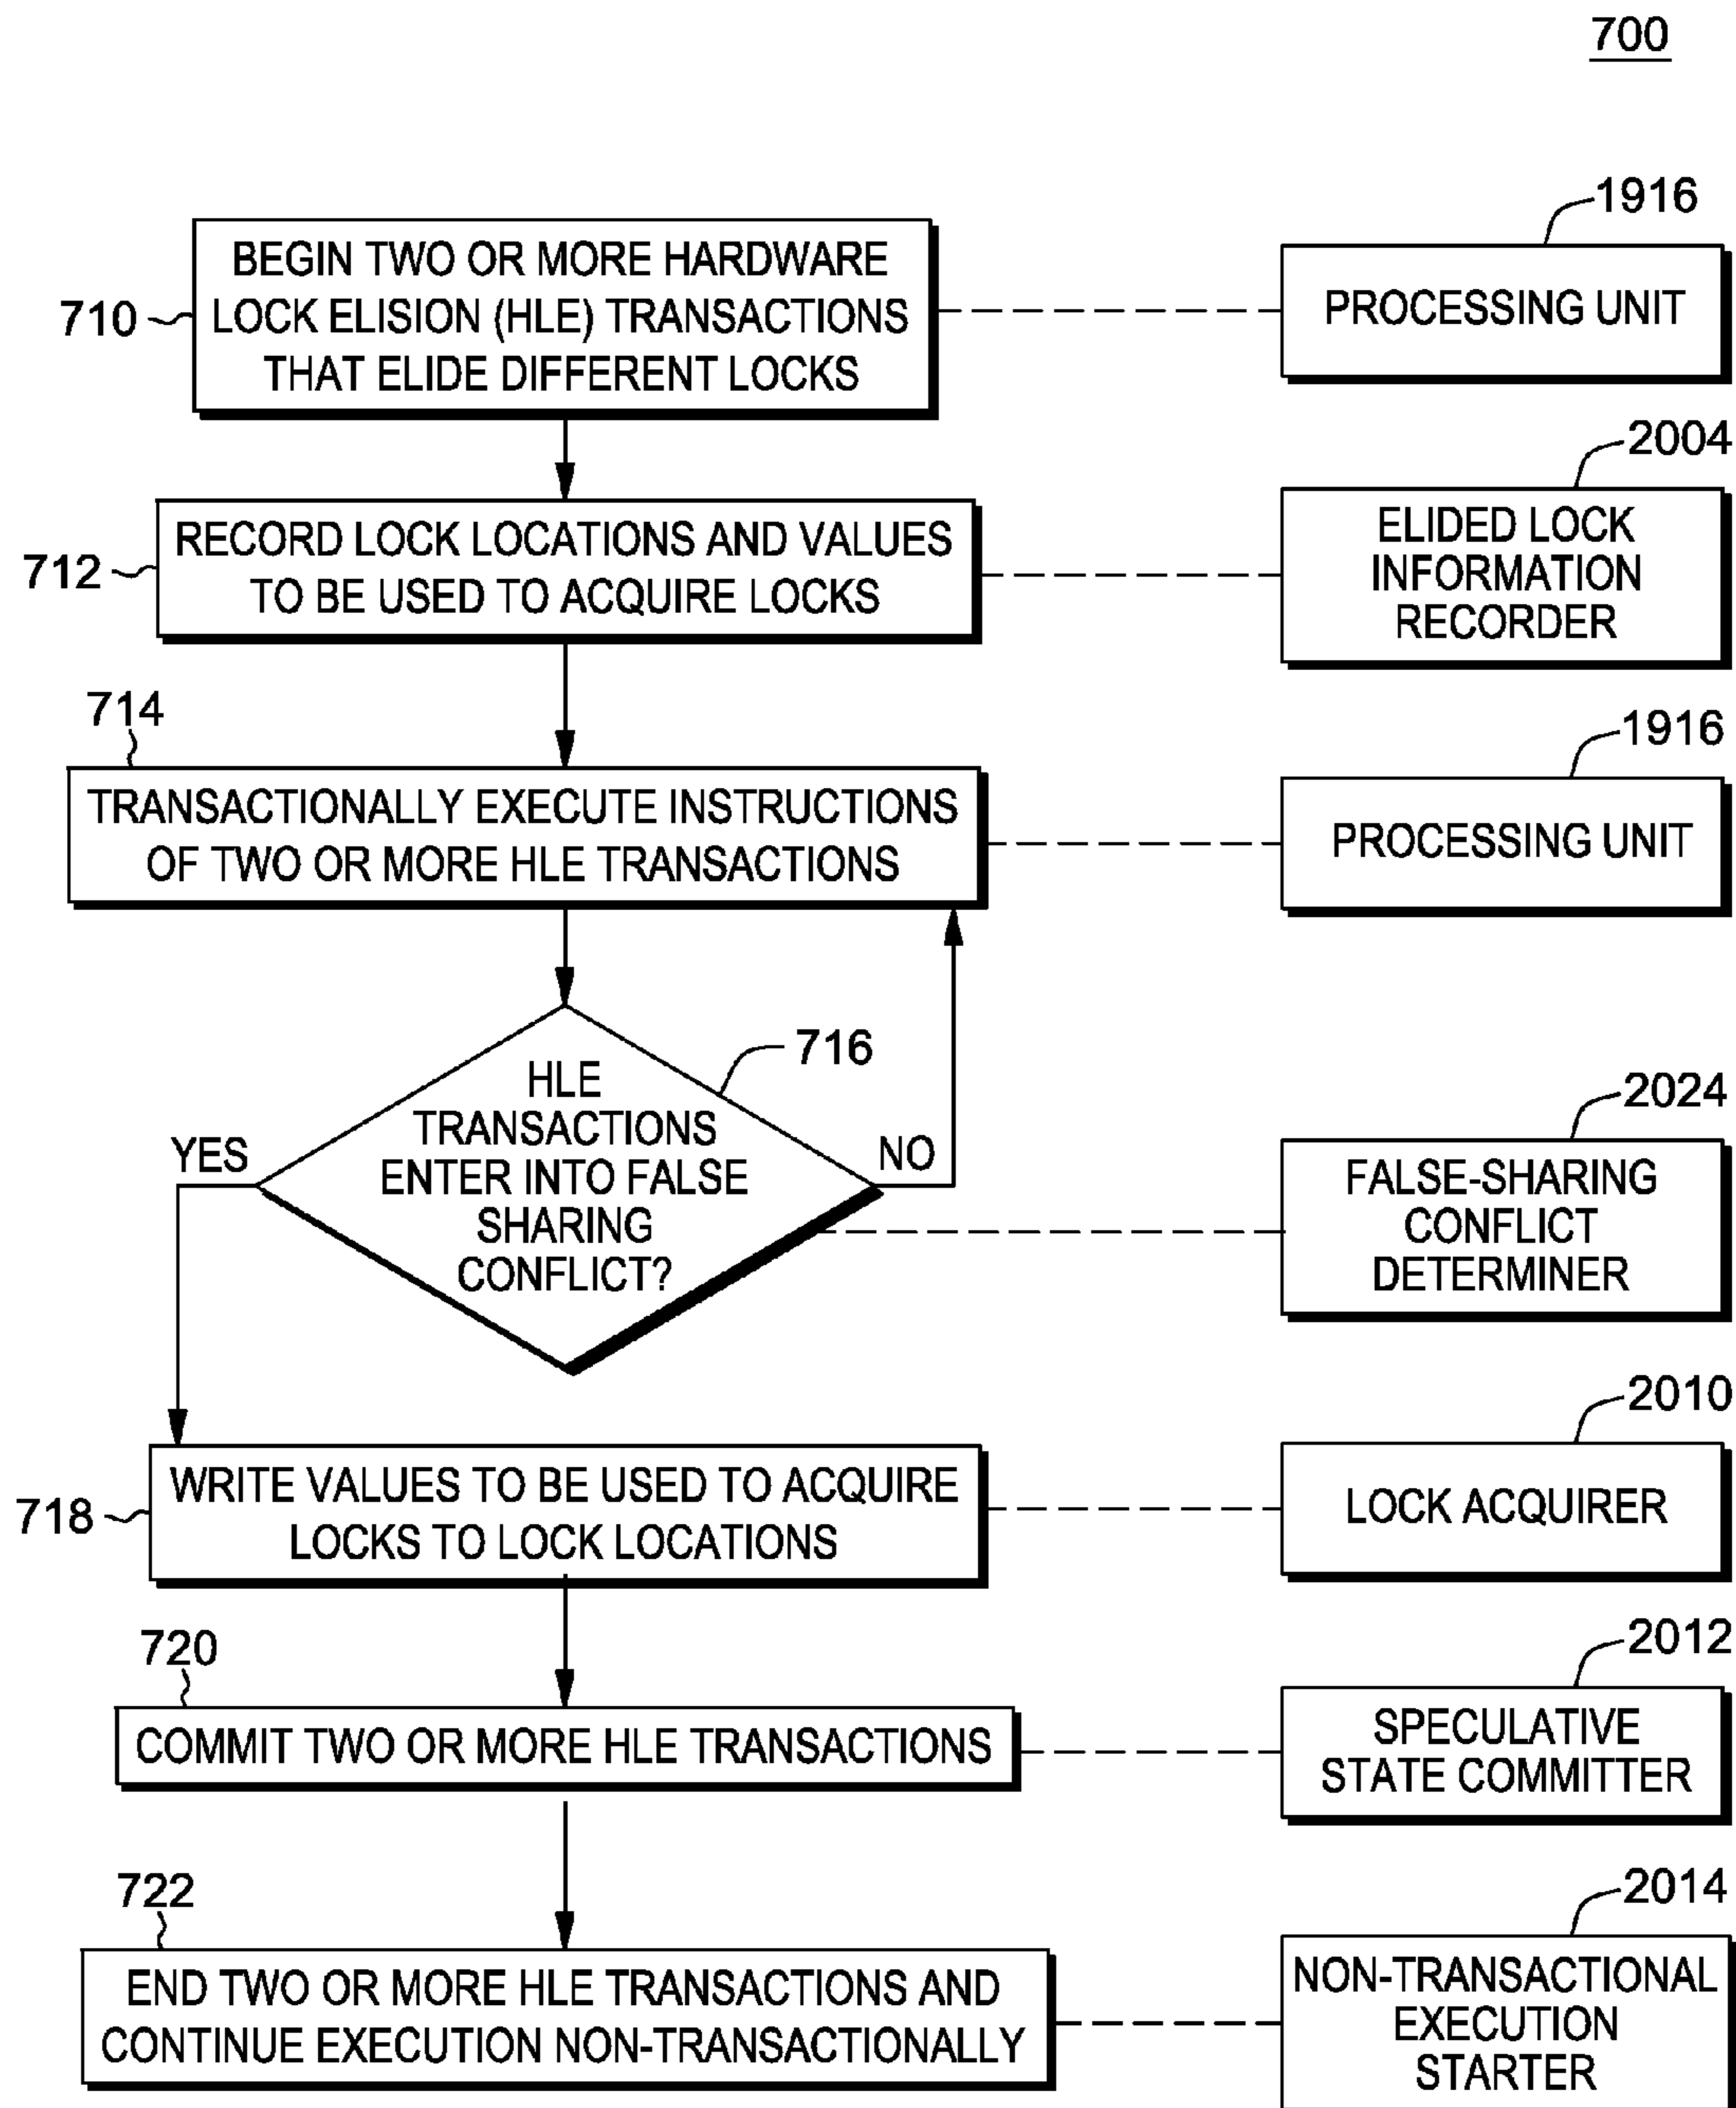 700
1916
BEGIN TWO OR MORE HARDWARE
LOCK ELISION (HLE) TRANSACTIONS
THAT ELIDE DIFFERENT LOCKS
710
PROCESSING UNIT
2004
RECORD LOCK LOCATIONS AND VALUES
TO BE USED TO ACQUIRE LOCKS
712
ELIDED LOCK
INFORMATION
RECORDER
714
1916
TRANSACTIONALLY EXECUTE INSTRUCTIONS
OF TWO OR MORE HLE TRANSACTIONS
PROCESSING UNIT
716
HLE
TRANSACTIONS
ENTER INTO FALSE
SHARING
CONFLICT?
YES
NO
2024
FALSE-SHARING
CONFLICT
DETERMINER
2010
WRITE VALUES TO BE USED TO ACQUIRE
LOCKS TO LOCK LOCATIONS
718
LOCK ACQUIRER
720
2012
COMMIT TWO OR MORE HLE TRANSACTIONS
SPECULATIVE
STATE COMMITTER
722
2014
END TWO OR MORE HLE TRANSACTIONS AND
CONTINUE EXECUTION NON-TRANSACTIONALLY
NON-TRANSACTIONAL
EXECUTION
STARTER